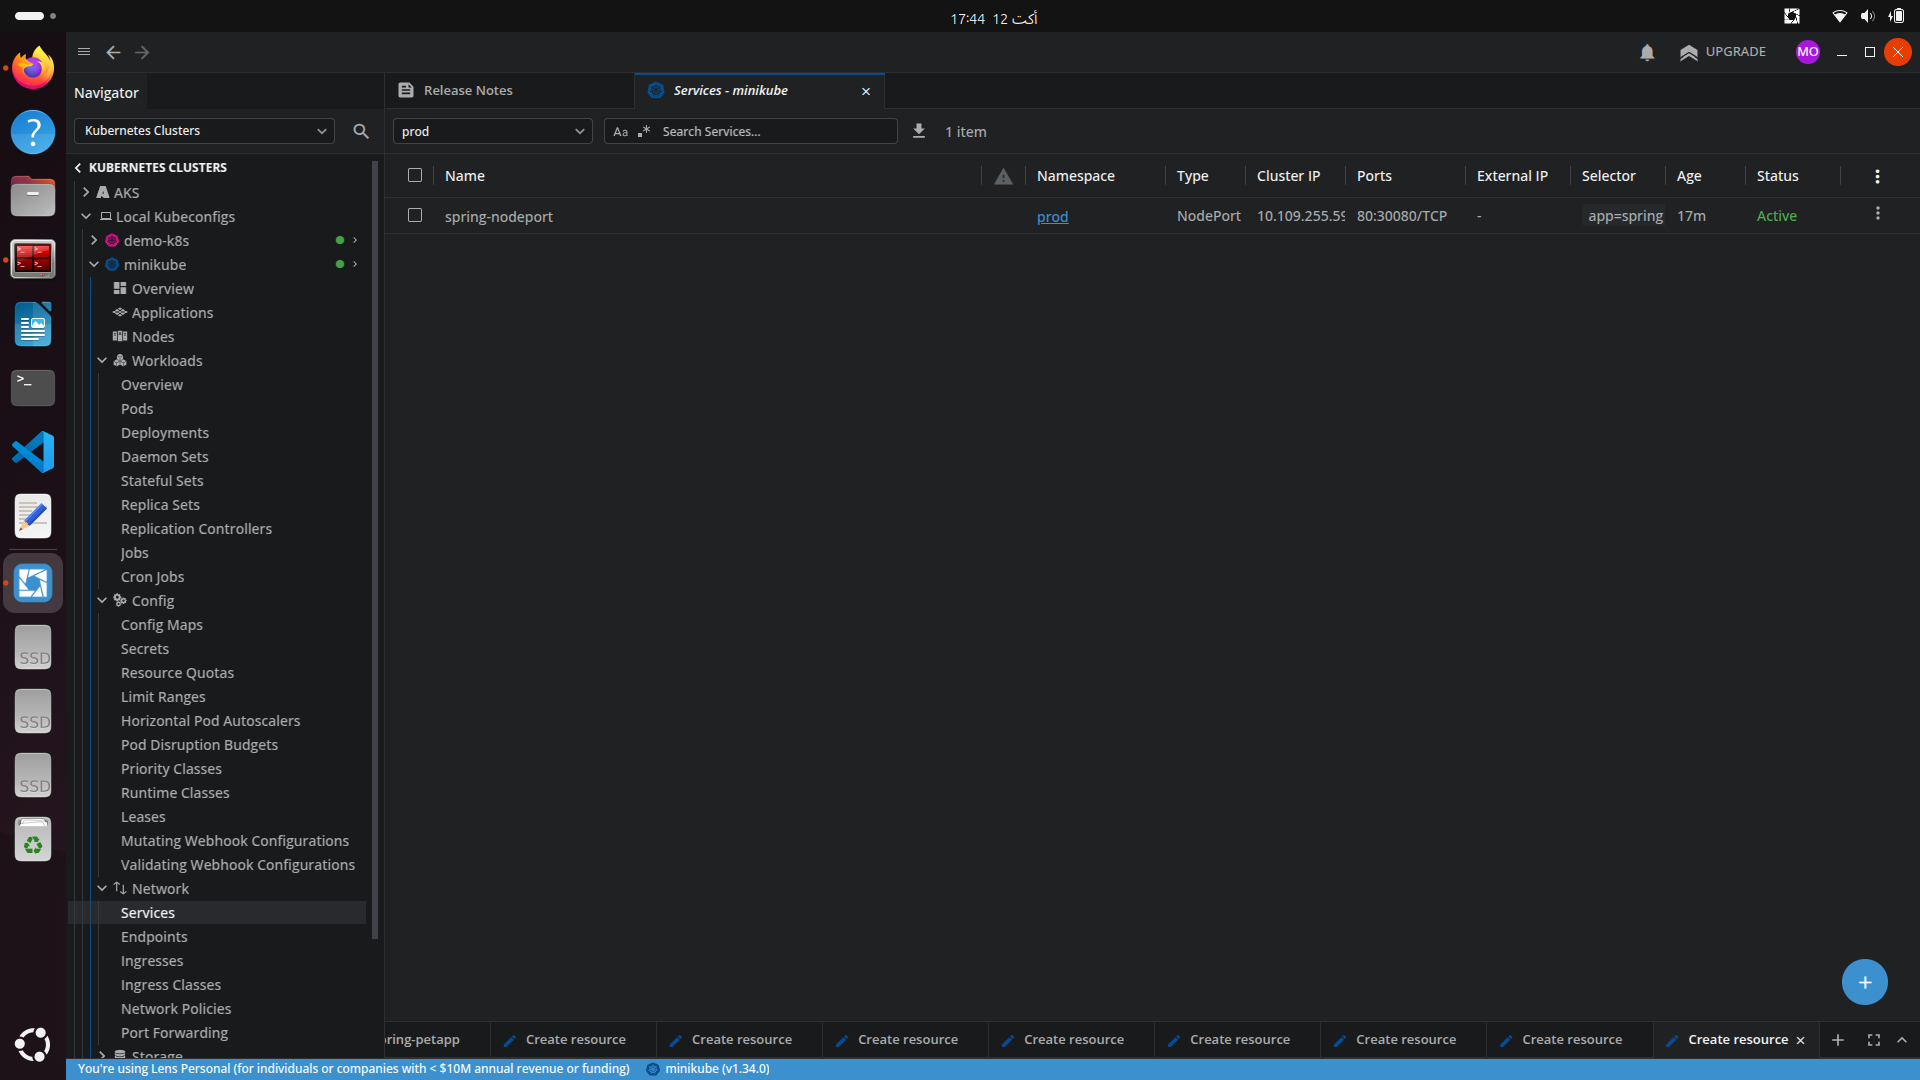 17:44 12 أكت
UPGRADE
MO
Navigator
Release Notes
Services - minikube
Kubernetes Clusters
prod
Aa
.*
Search Services...
1 item
KUBERNETES CLUSTERS
AKS
Local Kubeconfigs
demo-k8s
minikube
Overview
Applications
Nodes
Workloads
Overview
Pods
Deployments
Daemon Sets
Stateful Sets
Replica Sets
Replication Controllers
Jobs
Cron Jobs
Config
Config Maps
Secrets
Resource Quotas
Limit Ranges
Horizontal Pod Autoscalers
Pod Disruption Budgets
Priority Classes
Runtime Classes
Leases
Mutating Webhook Configurations
Validating Webhook Configurations
Network
Services
Endpoints
Ingresses
Ingress Classes
Network Policies
Port Forwarding
Storage
Name Namespace Type Cluster IP Ports External IP Selector Age Status
spring-nodeport prod NodePort 10.109.255.59 80:30080/TCP - app=spring 17m Active
SSD
SSD
SSD
ring-petapp Create resource Create resource Create resource Create resource Create resource Create resource Create resource Create resource
You're using Lens Personal (for individuals or companies with < $10M annual revenue or funding) minikube (v1.34.0)